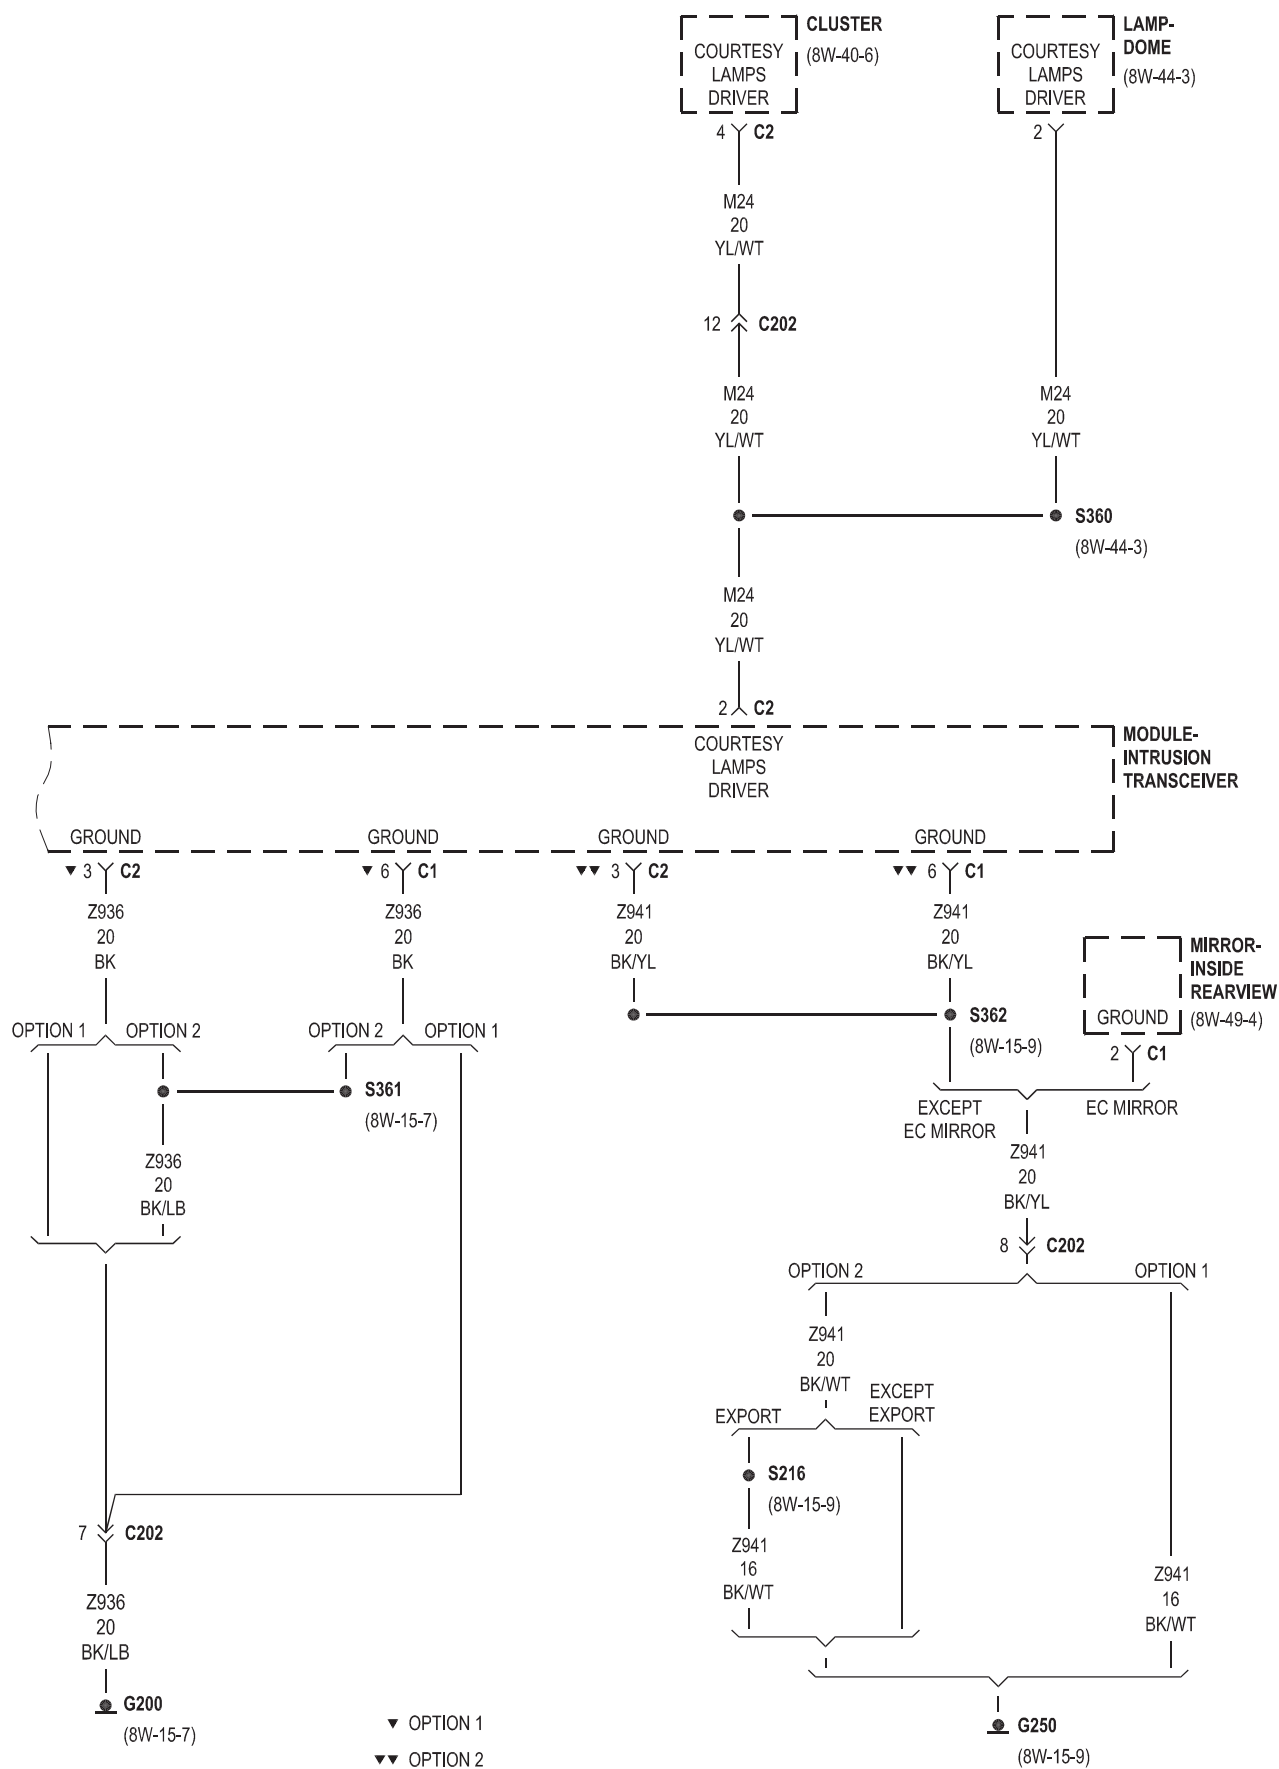 CLUSTER
(8W-40-6)
COURTESY
LAMPS
DRIVER
LAMP-
DOME
(8W-44-3)
COURTESY
LAMPS
DRIVER
4 C2
2
M24
20
YL/WT
12 C202
M24
20
YL/WT
M24
20
YL/WT
S360
(8W-44-3)
M24
20
YL/WT
2 C2
COURTESY
LAMPS
DRIVER
MODULE-
INTRUSION
TRANSCEIVER
GROUND GROUND GROUND GROUND
▼ 3 C2
▼ 6 C1
▼▼ 3 C2
▼▼ 6 C1
Z936
20
BK
Z936
20
BK
Z941
20
BK/YL
Z941
20
BK/YL
MIRROR-
INSIDE
REARVIEW
(8W-49-4)
GROUND
2 C1
S362
(8W-15-9)
OPTION 1 OPTION 2 OPTION 2 OPTION 1
S361
(8W-15-7)
EXCEPT
EC MIRROR
EC MIRROR
Z936
20
BK/LB
Z941
20
BK/YL
8 C202
OPTION 2 OPTION 1
Z941
20
BK/WT
EXPORT
EXCEPT
EXPORT
S216
(8W-15-9)
Z941
16
BK/WT
Z941
16
BK/WT
7 C202
Z936
20
BK/LB
G200
(8W-15-7)
G250
(8W-15-9)
▼ OPTION 1
▼▼ OPTION 2